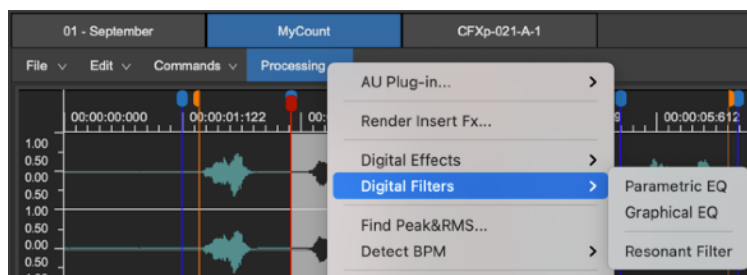 01 - September MyCount CFXp-021-A-1
File Edit Commands Processing
AU Plug-in...
00:00:00:000 00:00:01:122 00: 9 00:00:05:612
Render Insert Fx...
1.00
0.50
0.00
0.50
1.00
0.50
0.00
0.50
Digital Effects
Digital Filters
Parametric EQ
Graphical EQ
Find Peak&RMS...
Detect BPM
Resonant Filter